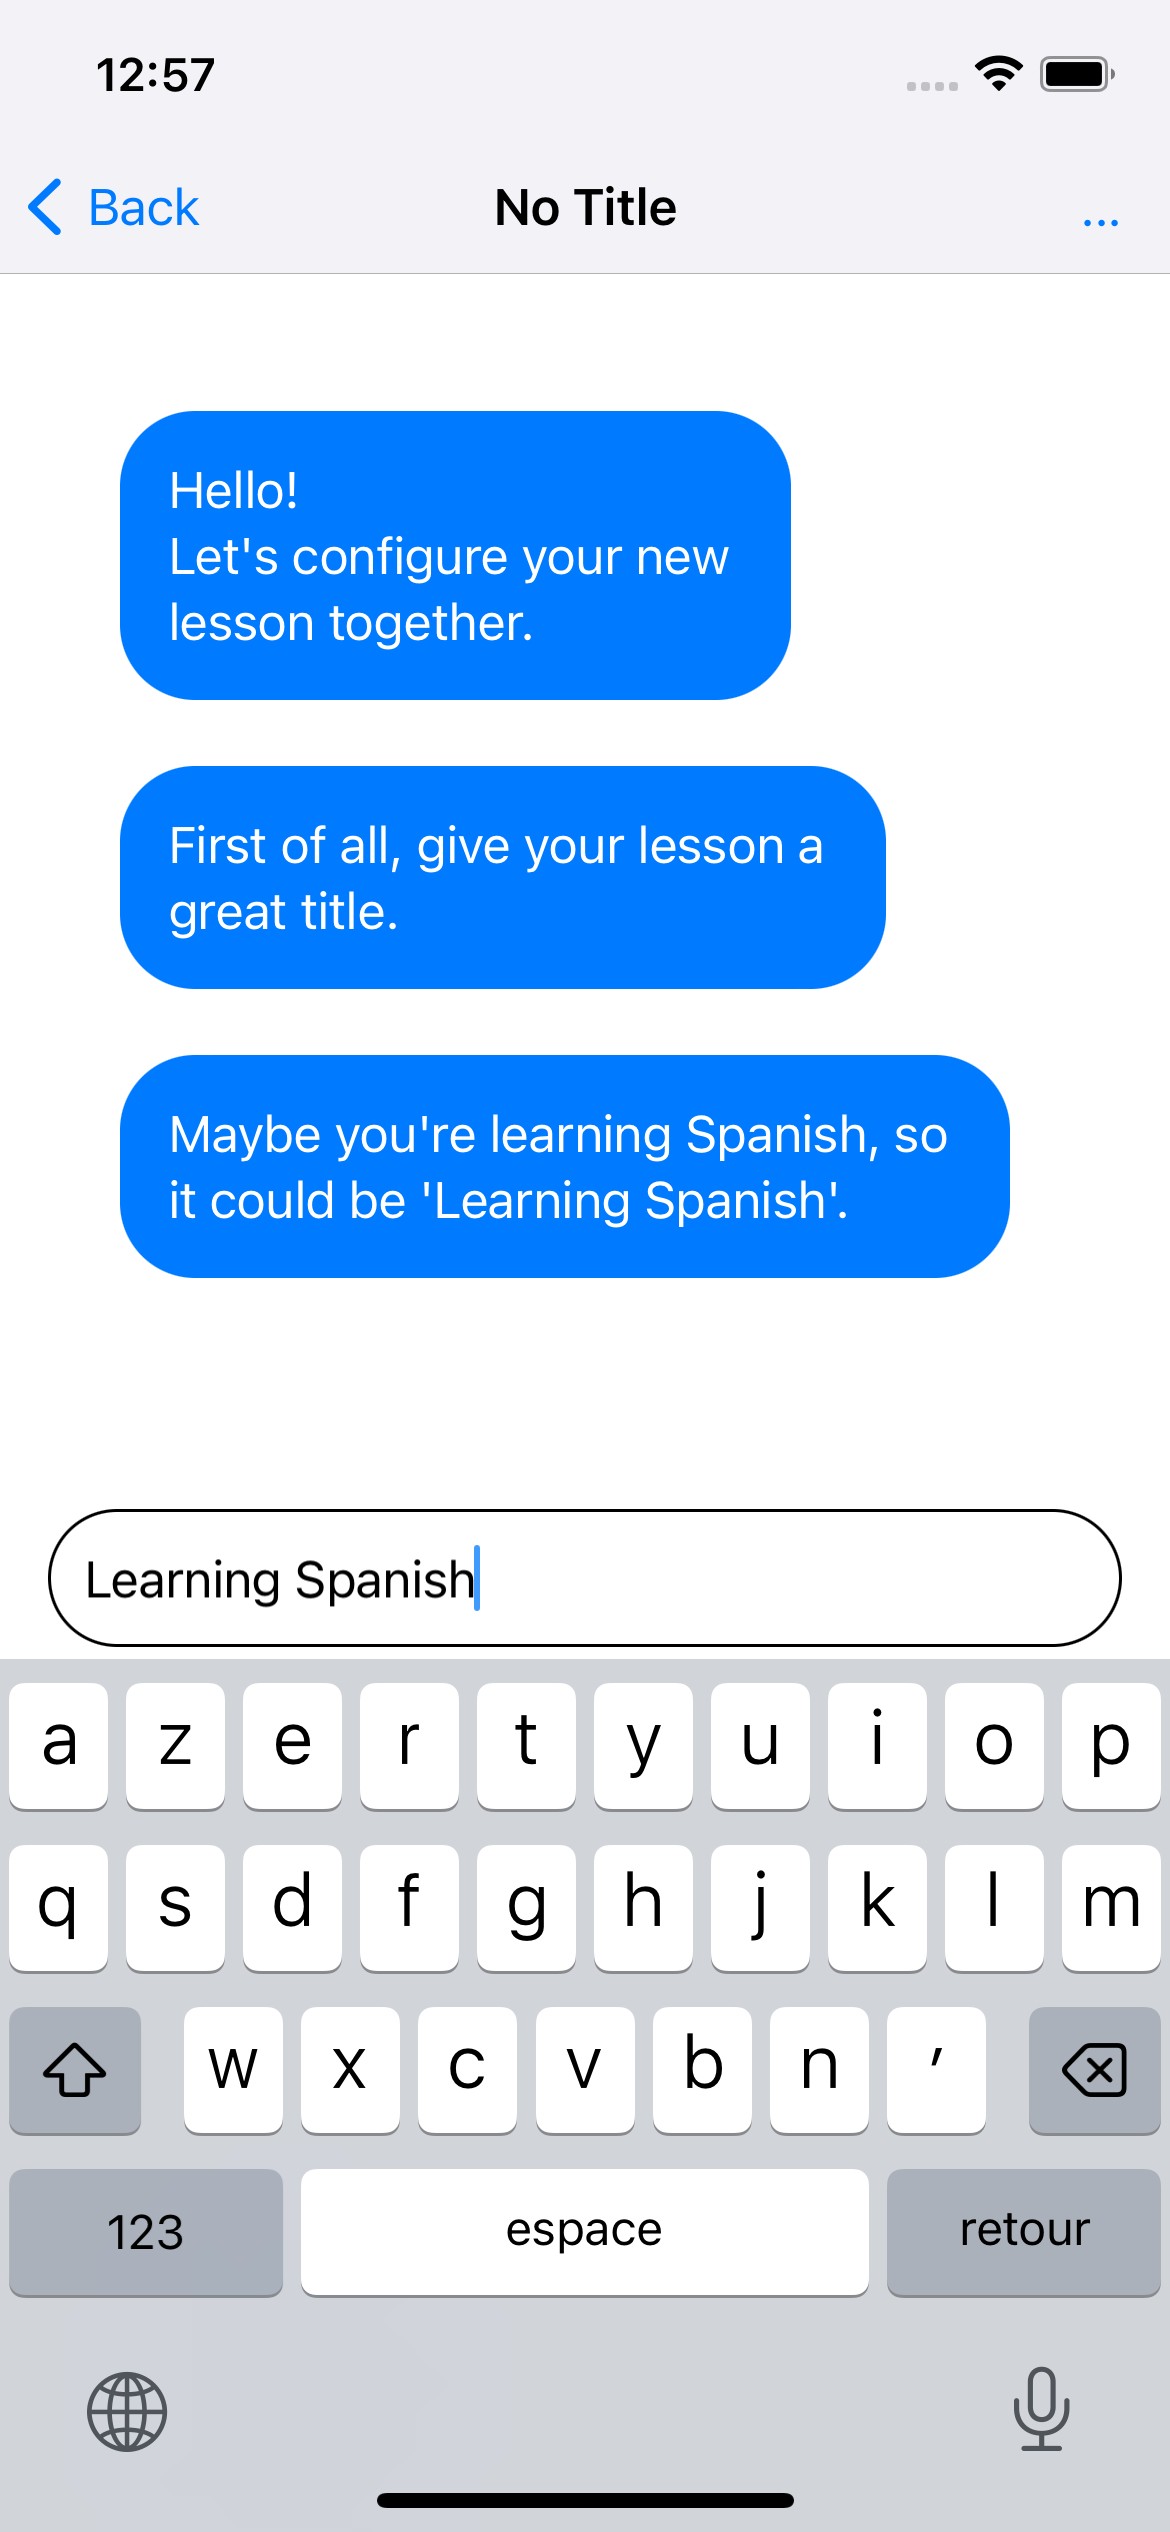 12:57
Back
No Title
...
Hello!
Let's configure your new
lesson together.
First of all, give your lesson a
great title.
Maybe you're learning Spanish, so
it could be 'Learning Spanish'.
Learning Spanish
a z e r t y u i o p
q s d f g h j k l m
w x c v b n ′
123 espace retour